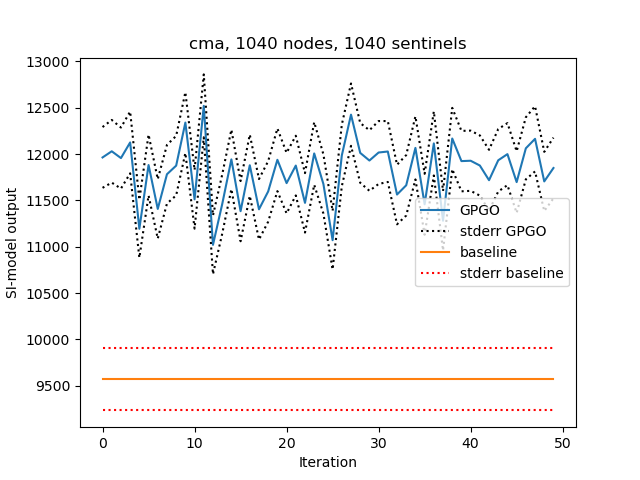 cma, 1040 nodes, 1040 sentinels
13000
12500
12000
11500
11000
10500
10000
9500
SI-model output
GPGO
stderr GPGO
baseline
stderr baseline
0 10 20 30 40 50
Iteration